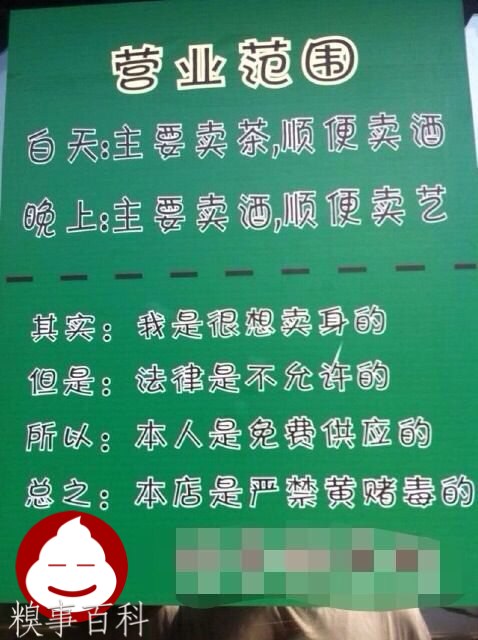 营业范围
白天:主要卖茶,顺便卖酒
晚上:主要卖酒,顺便卖艺
其实：我是很想卖身的
但是：法律是不允许的
所以：本人是免费供应的
总之：本店是严禁黄赌毒的
糗事百科